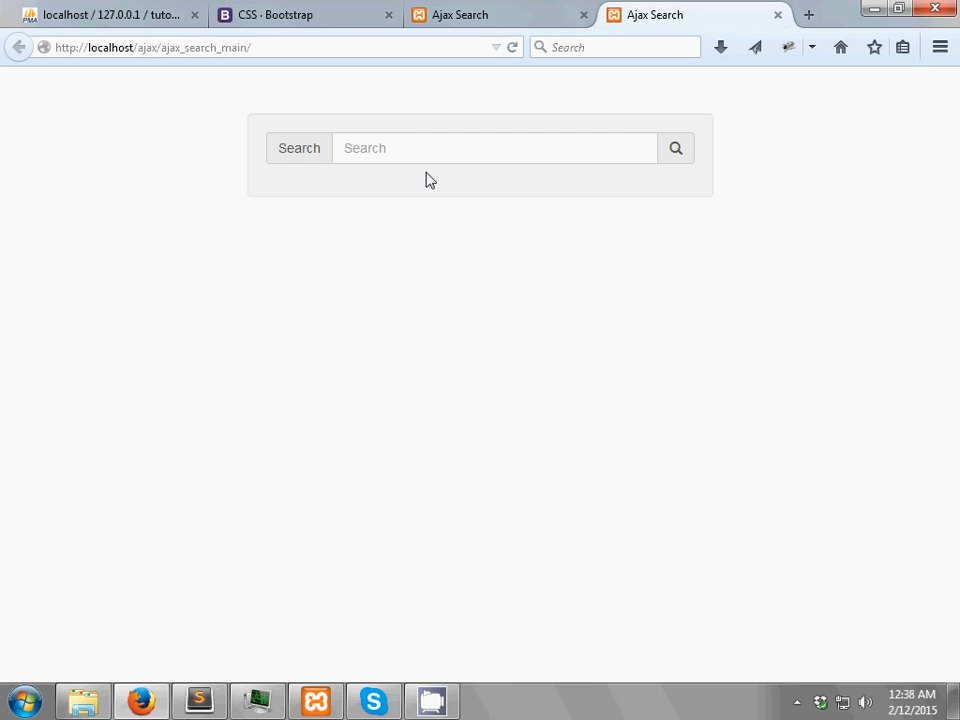 localhost / 127.0.0.1 / tuto...
CSS · Bootstrap
Ajax Search
Ajax Search
http://localhost/ajax/ajax_search_main/
Search
Search
Search
12:38 AM
2/12/2015